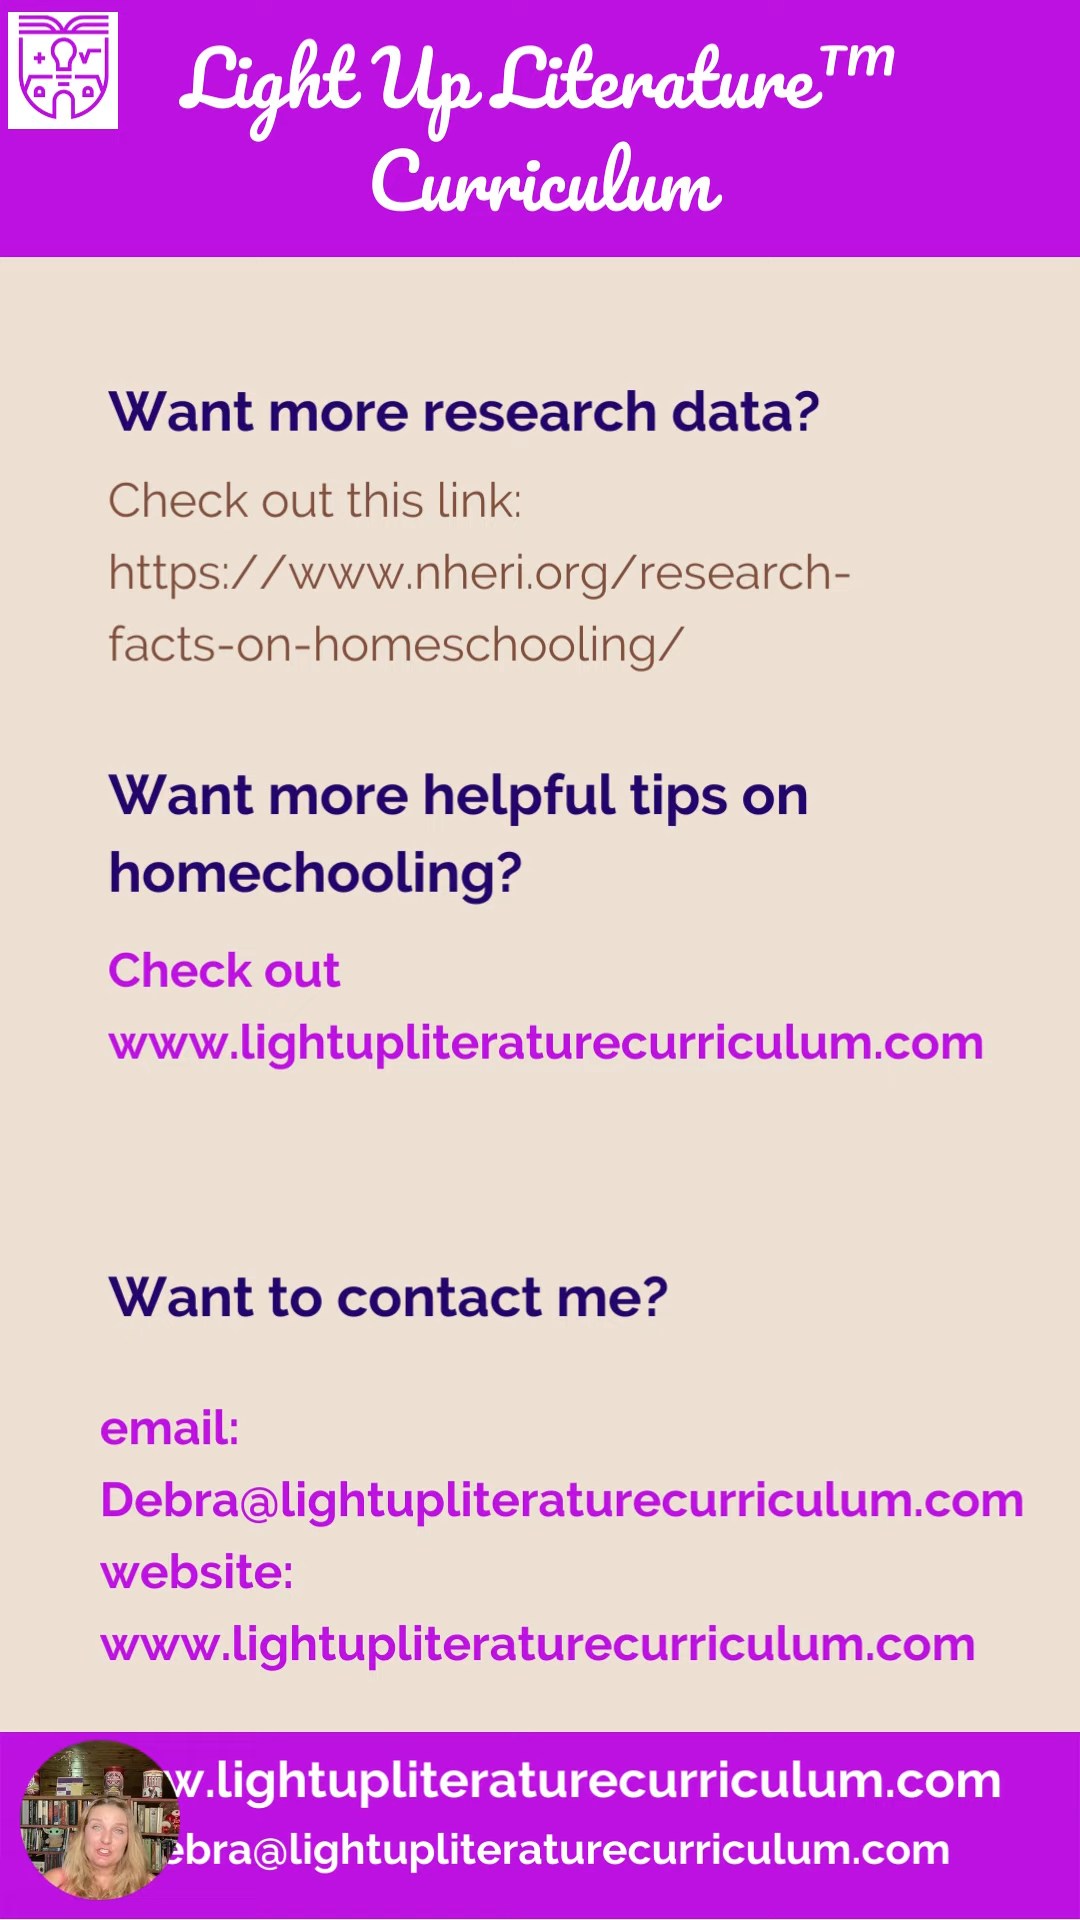 Light Up Literature™
Curriculum
Want more research data?
Check out this link:
https://www.nheri.org/research-
facts-on-homeschooling/
Want more helpful tips on
homechooling?
Check out
www.lightupliteraturecurriculum.com
Want to contact me?
email:
Debra@lightupliteraturecurriculum.com
website:
www.lightupliteraturecurriculum.com
w.lightupliteraturecurriculum.com
ebra@lightupliteraturecurriculum.com